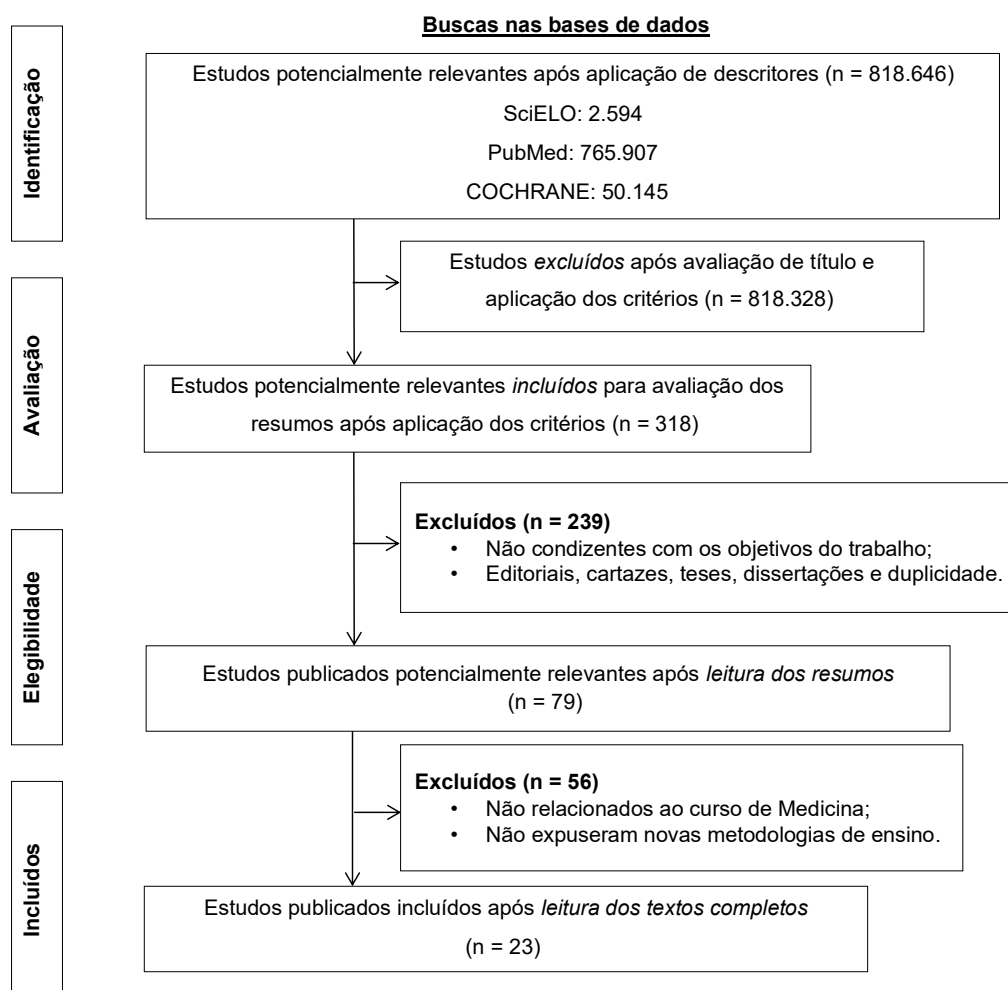 Buscas nas bases de dados
Identificação
Estudos potencialmente relevantes após aplicação de descritores (n = 818.646)
SciELO: 2.594
PubMed: 765.907
COCHRANE: 50.145
Estudos excluídos após avaliação de título e
aplicação dos critérios (n = 818.328)
Avaliação
Estudos potencialmente relevantes incluídos para avaliação dos
resumos após aplicação dos critérios (n = 318)
Excluídos (n = 239)
• Não condizentes com os objetivos do trabalho;
• Editoriais, cartazes, teses, dissertações e duplicidade.
Elegibilidade
Estudos publicados potencialmente relevantes após leitura dos resumos
(n = 79)
Excluídos (n = 56)
• Não relacionados ao curso de Medicina;
• Não expuseram novas metodologias de ensino.
Incluídos
Estudos publicados incluídos após leitura dos textos completos
(n = 23)